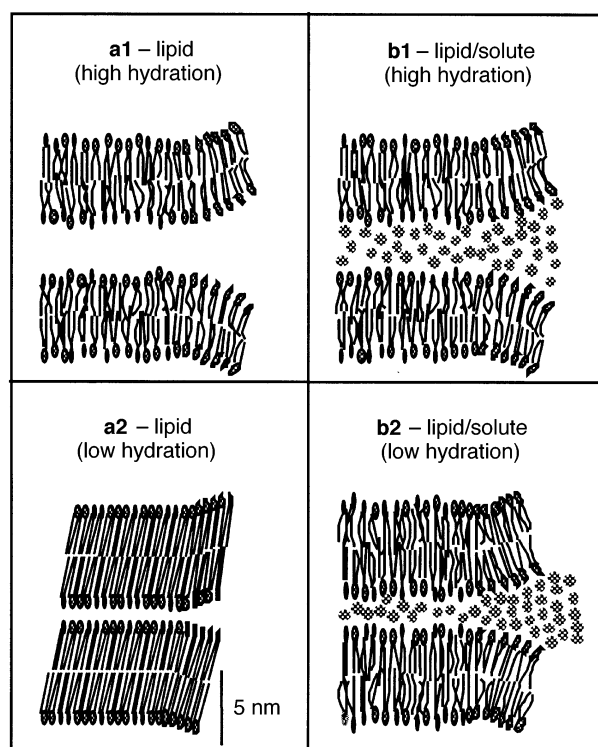 a1 – lipid
(high hydration)
b1 – lipid/solute
(high hydration)
a2 – lipid
(low hydration)
b2 – lipid/solute
(low hydration)
5 nm